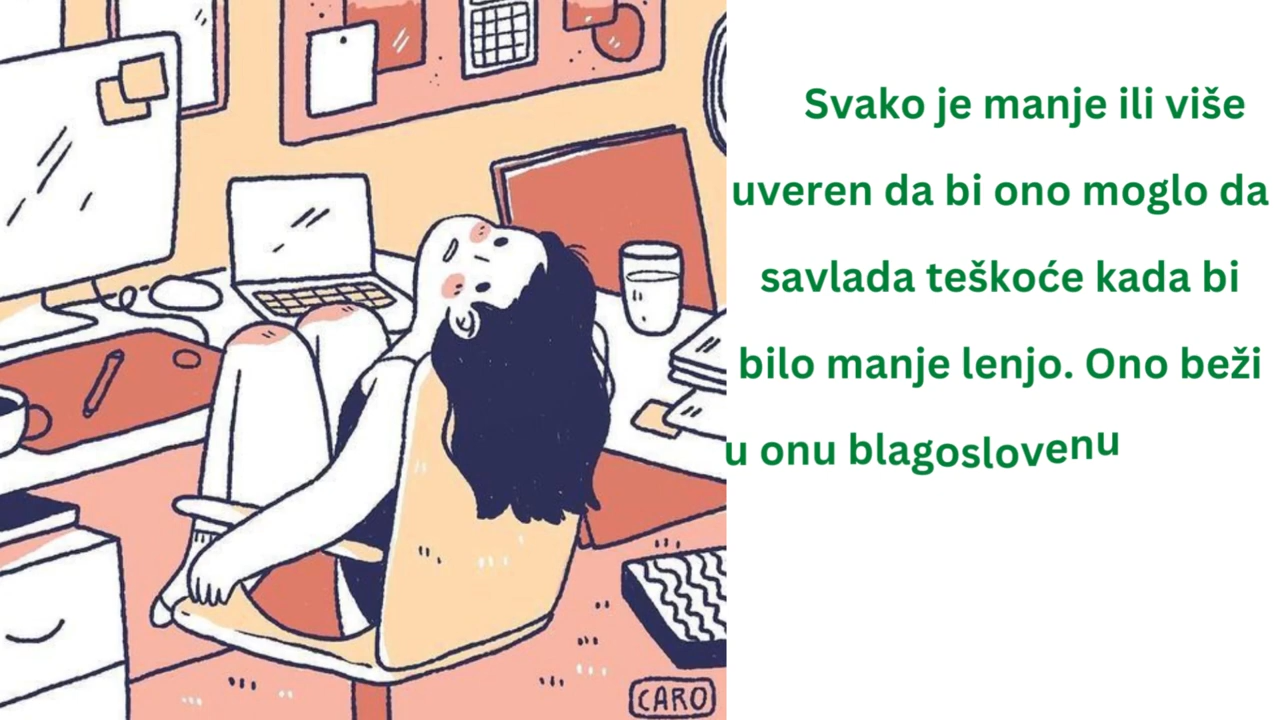 Svako je manje ili više
uveren da bi ono moglo da
savlada teškoće kada bi
bilo manje lenjo. Ono beži
u onu blagoslovenu
CARO